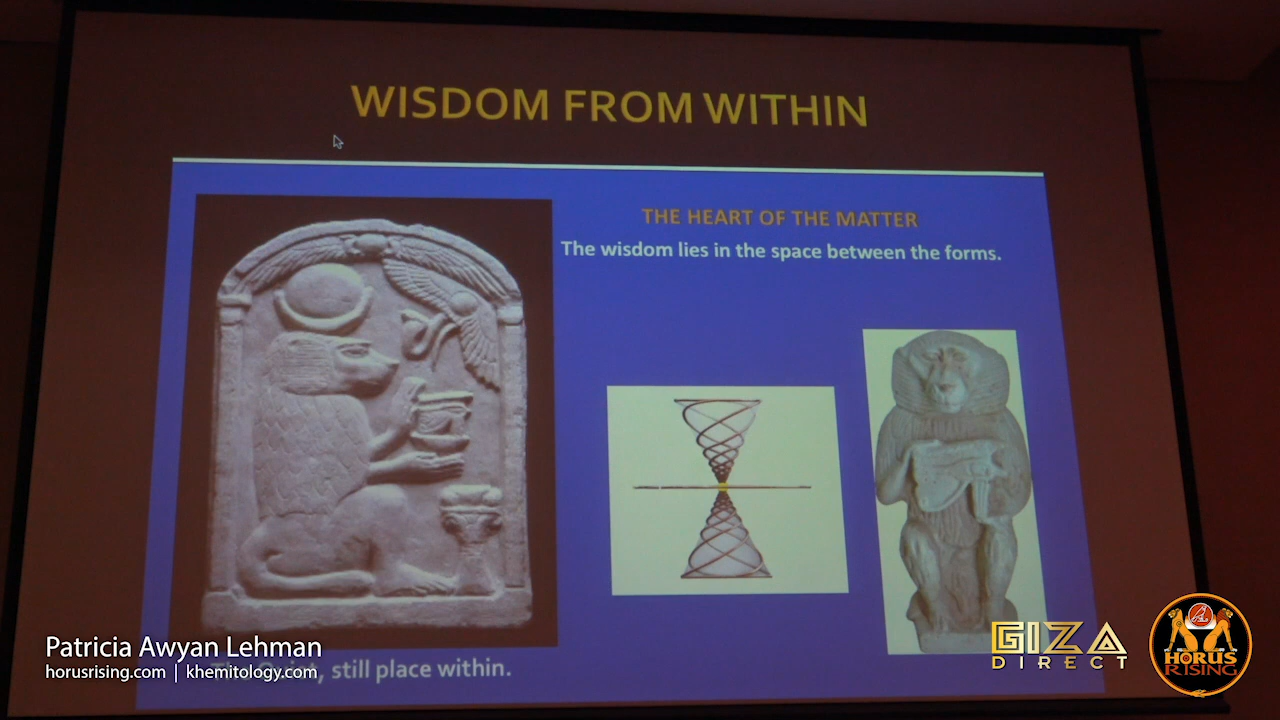 WISDOM FROM WITHIN
THE HEART OF THE MATTER
The wisdom lies in the space between the forms.
still place within.
Patricia Awyan Lehman
horusrising.com | khemitology.com
GIZA
DIRECT
HORUS
RISING